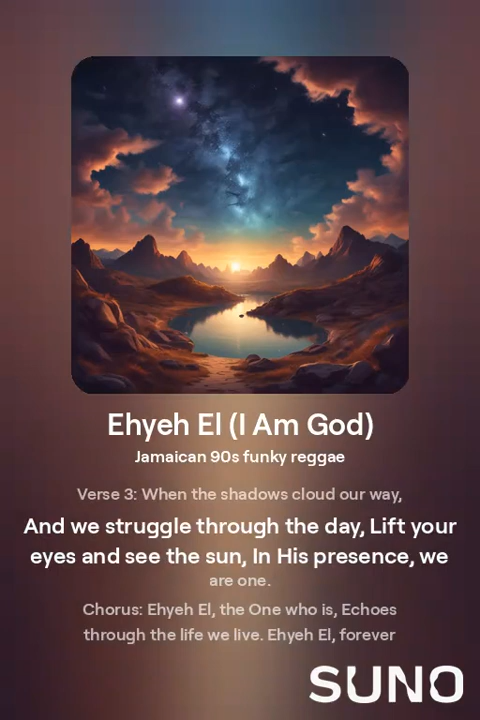 Ehyeh El (I Am God)
Jamaican 90s funky reggae
Verse 3: When the shadows cloud our way,
And we struggle through the day, Lift your
eyes and see the sun, In His presence, we
are one.
Chorus: Ehyeh El, the One who is, Echoes
through the life we live. Ehyeh El, forever
SUNO